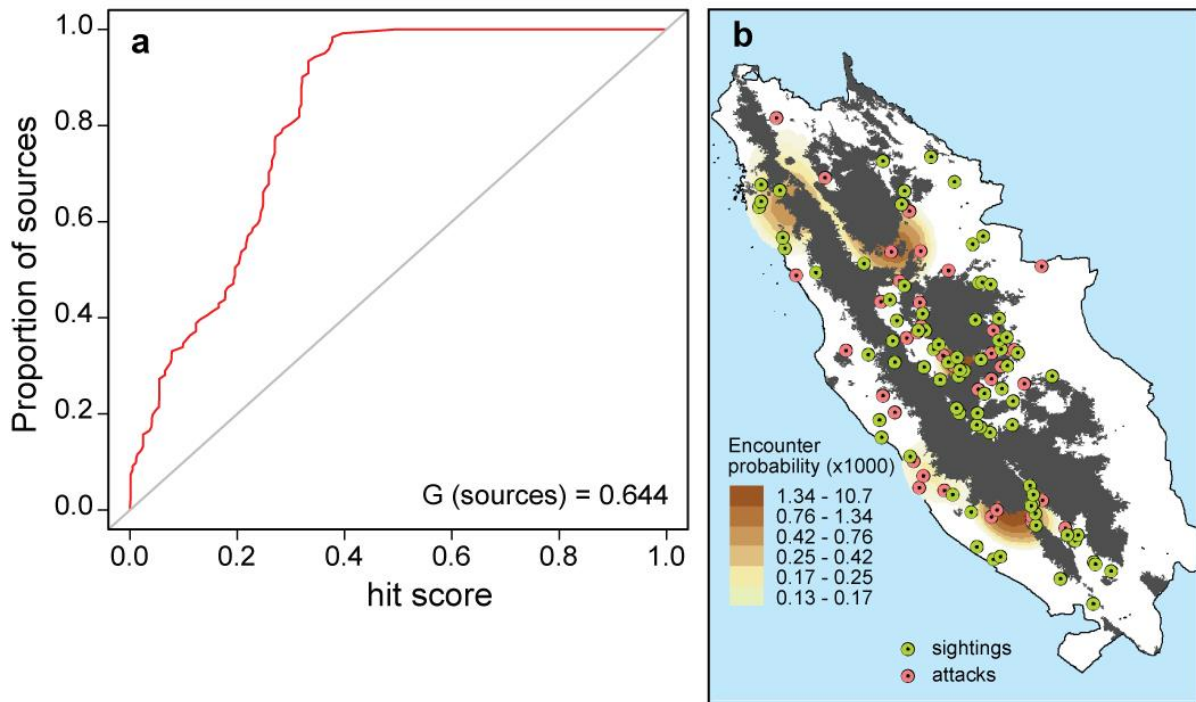 a
1.0
0.8
0.6
0.4
0.2
0.0
Proportion of sources
G (sources) = 0.644
0.0 0.2 0.4 0.6 0.8 1.0
hit score
b
Encounter
probability (x1000)
1.34 - 10.7
0.76 - 1.34
0.42 - 0.76
0.25 - 0.42
0.17 - 0.25
0.13 - 0.17
sightings
attacks